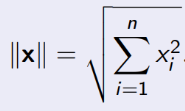 ‖x‖ = √(∑_{i=1}^{n} x_i^2).